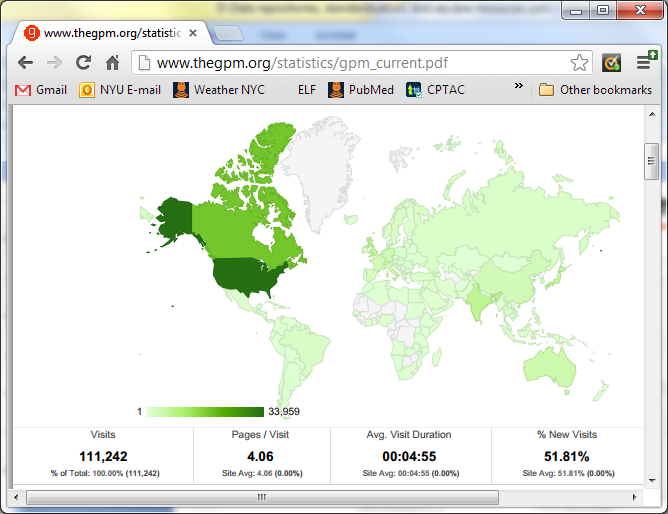 www.thegpm.org/statistic
www.thegpm.org/statistics/gpm_current.pdf
Gmail NYU E-mail Weather NYC ELF PubMed CPTAC » Other bookmarks
1 33,959
Visits
111,242
% of Total: 100.00% (111,242)
Pages / Visit
4.06
Site Avg: 4.06 (0.00%)
Avg. Visit Duration
00:04:55
Site Avg: 00:04:55 (0.00%)
% New Visits
51.81%
Site Avg: 51.81% (0.00%)